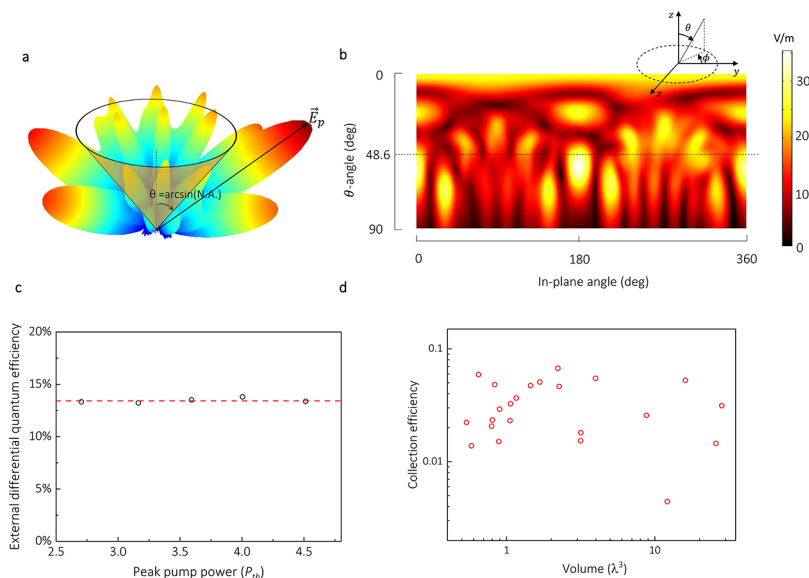 a
E⃗p
θ =arcsin(N.A.)
b
z
θ
ϕ
y
x
V/m
30
20
10
0
θ-angle (deg)
0
48.6
90
0
180
360
In-plane angle (deg)
c
External differential quantum efficiency
20%
15%
10%
5%
0%
2.5
3.0
3.5
4.0
4.5
Peak pump power (Pth)
d
Collection efficiency
0.1
0.01
1
10
Volume (λ³)